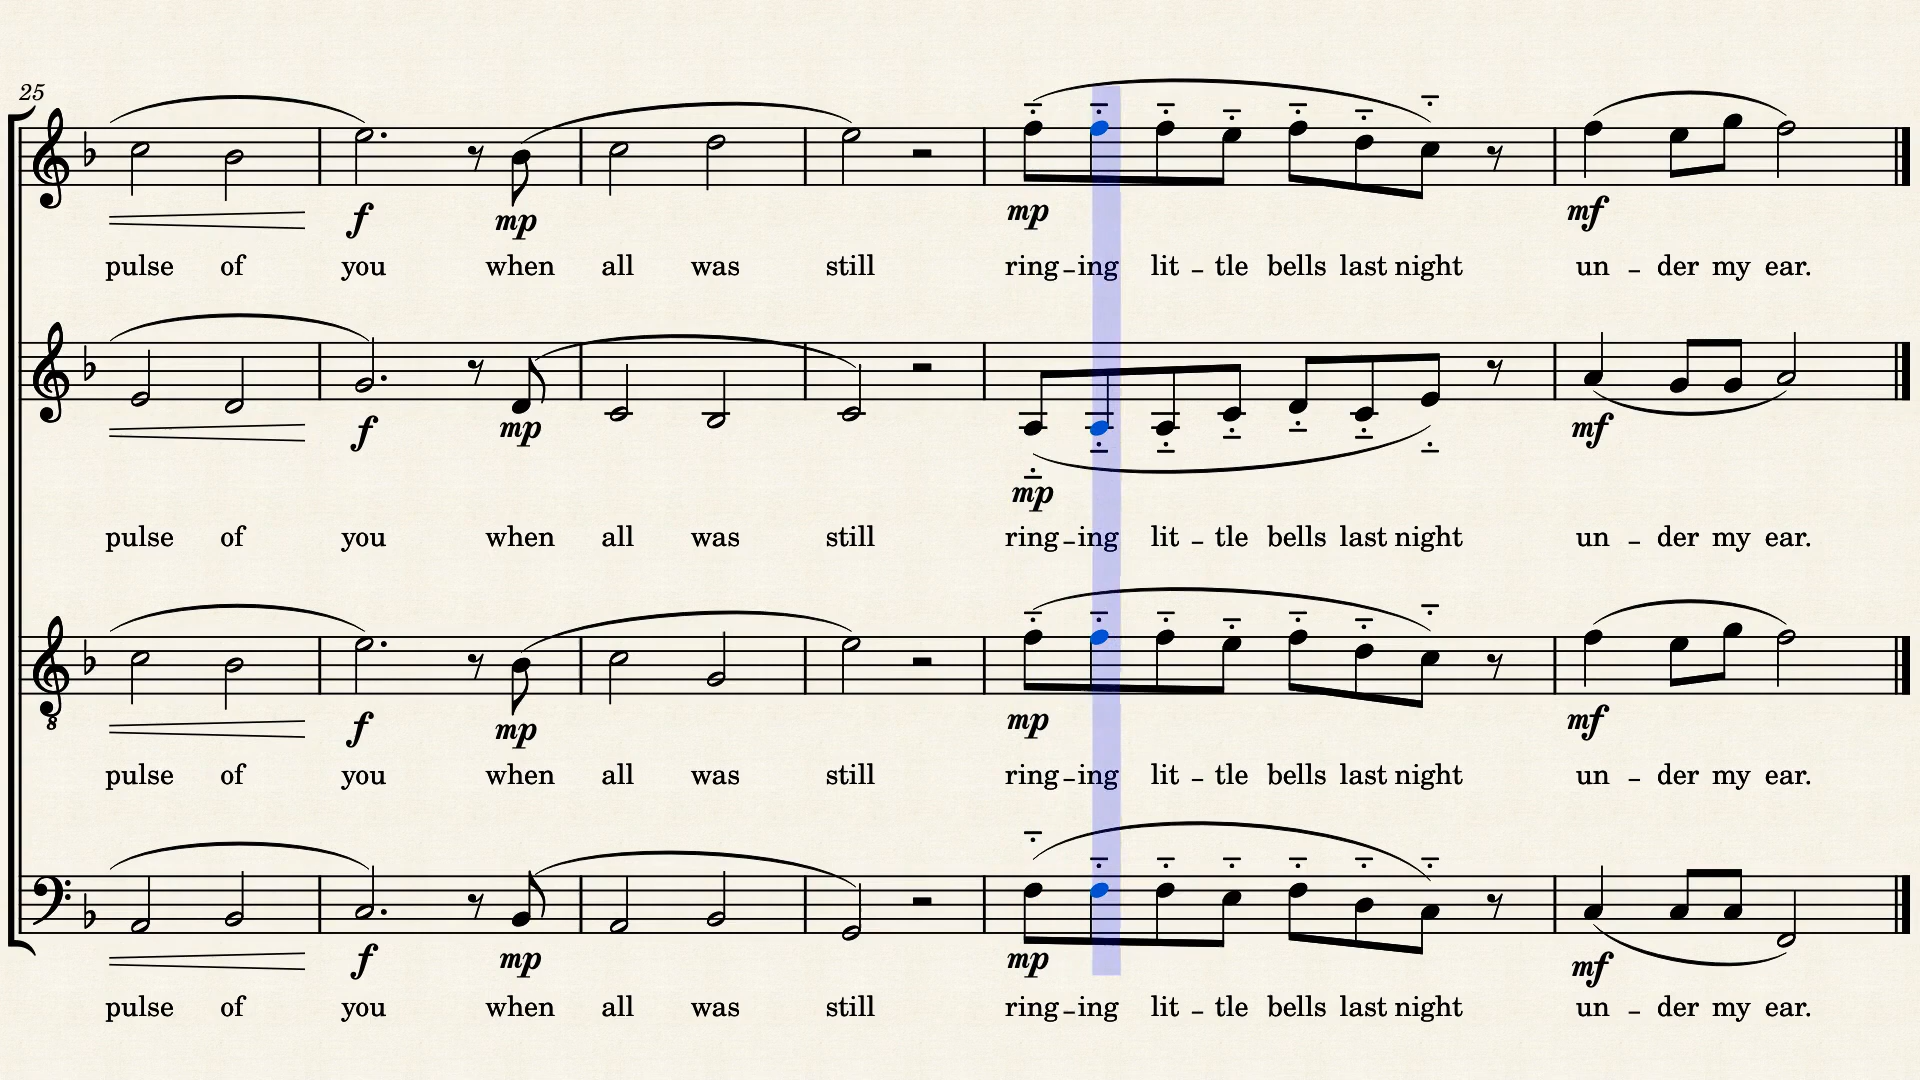 25
f mp mp mf
pulse of you when all was still ring-ing lit-tle bells last night un-der my ear.
f mp mp mf
pulse of you when all was still ring-ing lit-tle bells last night un-der my ear.
8
f mp mp mf
pulse of you when all was still ring-ing lit-tle bells last night un-der my ear.
f mp mp mf
pulse of you when all was still ring-ing lit-tle bells last night un-der my ear.